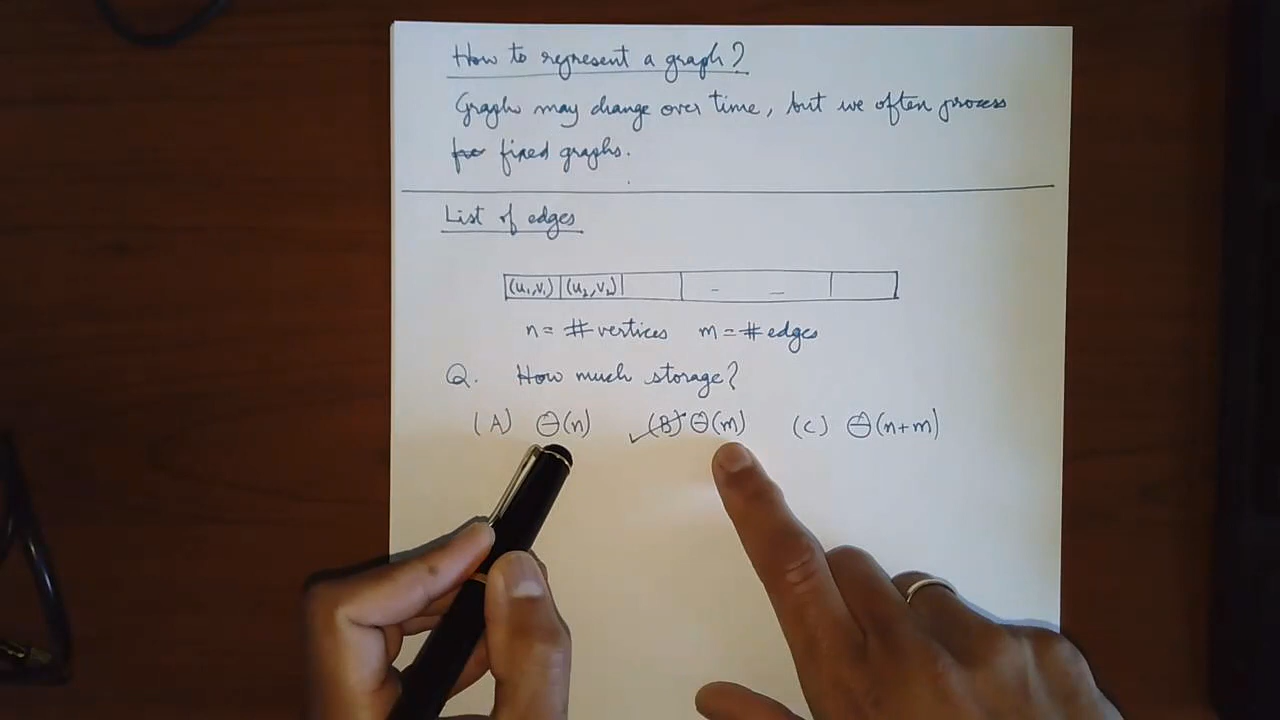 How to represent a graph?
Graphs may change over time, but we often process
fixed graphs.
List of edges
(u₁,v₁) (u₂,v₂) – –
n = # vertices m = # edges
Q. How much storage?
(A) Θ(n) ✓(B) Θ(m) (C) Θ(n+m)